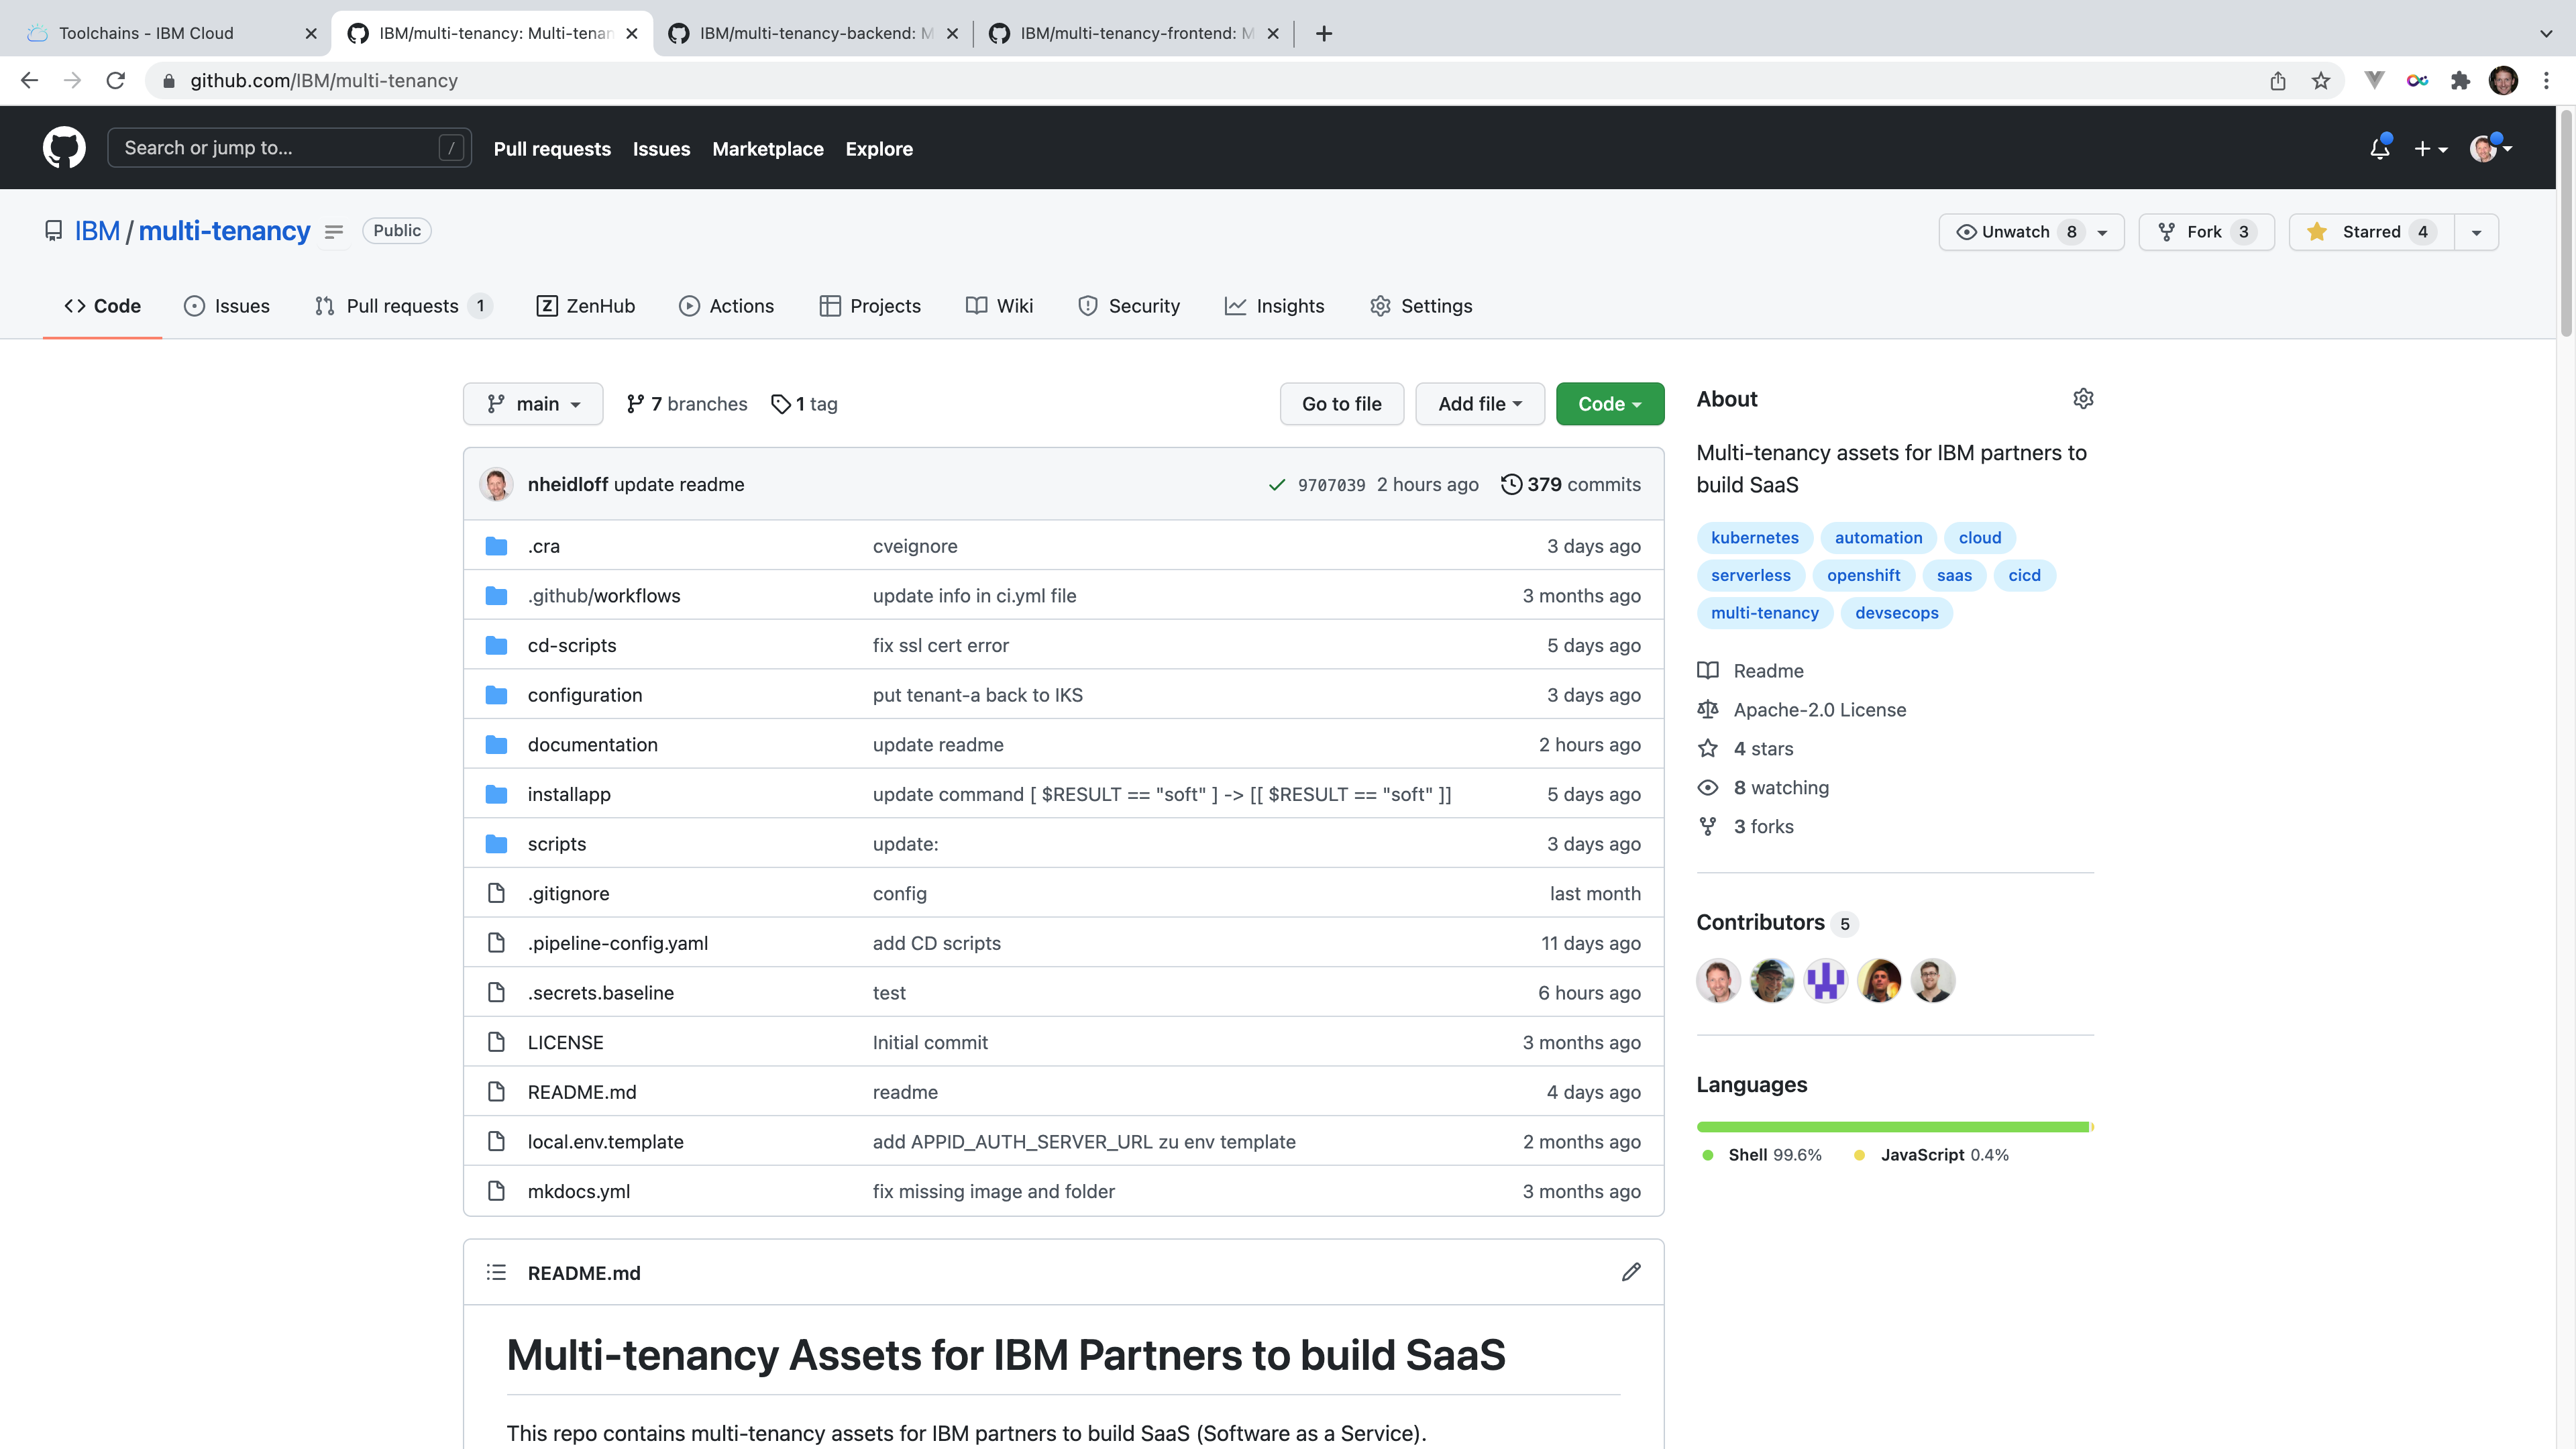 Toolchains - IBM Cloud
IBM/multi-tenancy: Multi-tenan
IBM/multi-tenancy-backend: M
IBM/multi-tenancy-frontend: M
github.com/IBM/multi-tenancy
Search or jump to... /
Pull requests Issues Marketplace Explore
IBM / multi-tenancy Public
Unwatch 8 Fork 3 Starred 4
Code Issues Pull requests 1 ZenHub Actions Projects Wiki Security Insights Settings
main 7 branches 1 tag Go to file Add file Code
nheidloff update readme 9707039 2 hours ago 379 commits
.cra cveignore 3 days ago
.github/workflows update info in ci.yml file 3 months ago
cd-scripts fix ssl cert error 5 days ago
configuration put tenant-a back to IKS 3 days ago
documentation update readme 2 hours ago
installapp update command [ $RESULT == "soft" ] -> [[ $RESULT == "soft" ]] 5 days ago
scripts update: 3 days ago
.gitignore config last month
.pipeline-config.yaml add CD scripts 11 days ago
.secrets.baseline test 6 hours ago
LICENSE Initial commit 3 months ago
README.md readme 4 days ago
local.env.template add APPID_AUTH_SERVER_URL zu env template 2 months ago
mkdocs.yml fix missing image and folder 3 months ago
README.md
Multi-tenancy Assets for IBM Partners to build SaaS
This repo contains multi-tenancy assets for IBM partners to build SaaS (Software as a Service).
About
Multi-tenancy assets for IBM partners to
build SaaS
kubernetes automation cloud
serverless openshift saas cicd
multi-tenancy devsecops
Readme
Apache-2.0 License
4 stars
8 watching
3 forks
Contributors 5
Languages
Shell 99.6% JavaScript 0.4%